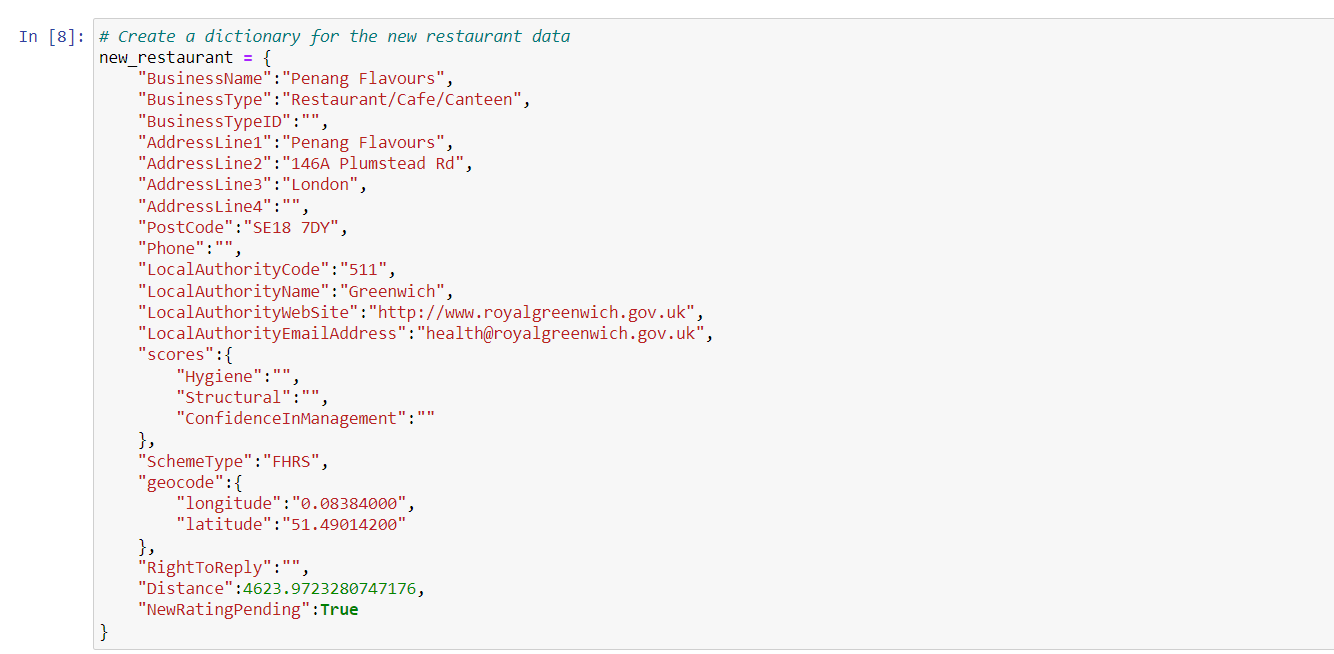 In [8]: # Create a dictionary for the new restaurant data
new_restaurant = {
    "BusinessName":"Penang Flavours",
    "BusinessType":"Restaurant/Cafe/Canteen",
    "BusinessTypeID":"",
    "AddressLine1":"Penang Flavours",
    "AddressLine2":"146A Plumstead Rd",
    "AddressLine3":"London",
    "AddressLine4":"",
    "PostCode":"SE18 7DY",
    "Phone":"",
    "LocalAuthorityCode":"511",
    "LocalAuthorityName":"Greenwich",
    "LocalAuthorityWebSite":"http://www.royalgreenwich.gov.uk",
    "LocalAuthorityEmailAddress":"health@royalgreenwich.gov.uk",
    "scores":{
        "Hygiene":"",
        "Structural":"",
        "ConfidenceInManagement":""
    },
    "SchemeType":"FHRS",
    "geocode":{
        "longitude":"0.08384000",
        "latitude":"51.49014200"
    },
    "RightToReply":"",
    "Distance":4623.9723280747176,
    "NewRatingPending":True
}